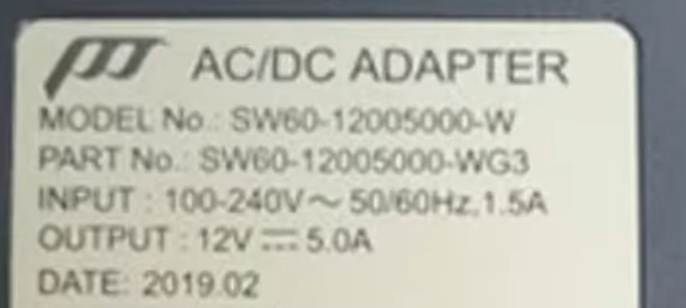 AC/DC ADAPTER
MODEL No.: SW60-12005000-W
PART No.: SW60-12005000-WG3
INPUT : 100-240V～ 50/60Hz,1.5A
OUTPUT : 12V⎓5.0A
DATE: 2019.02